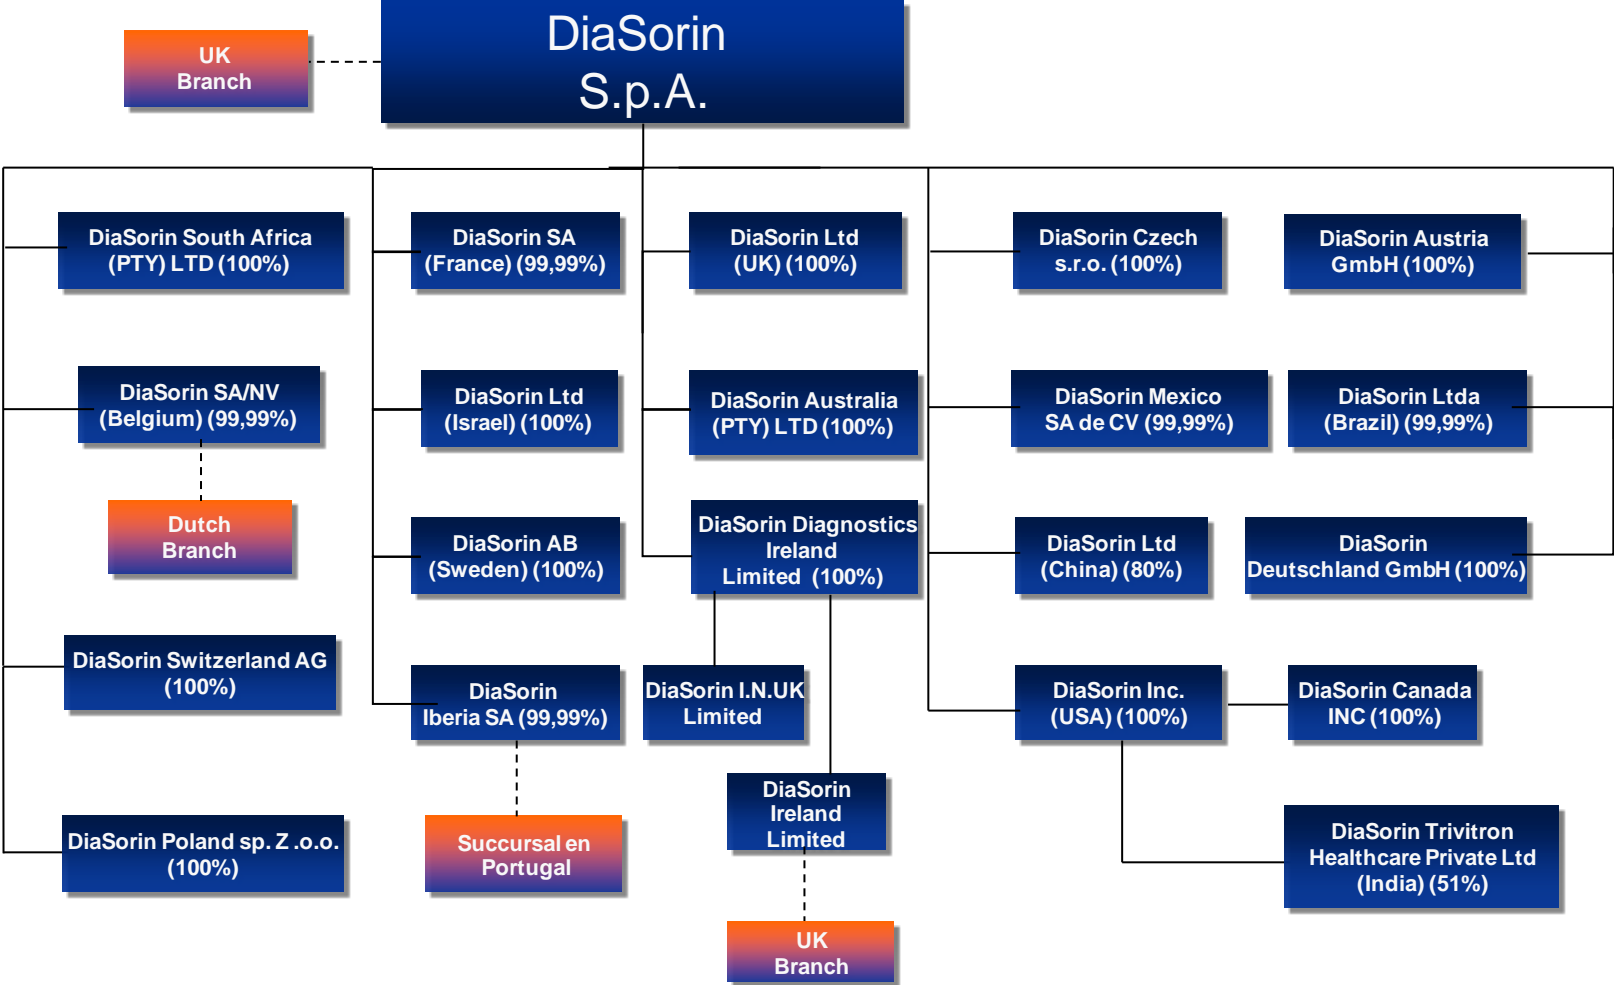 DiaSorin
S.p.A.
UK
Branch
DiaSorin South Africa
(PTY) LTD (100%)
DiaSorin SA
(France) (99,99%)
DiaSorin Ltd
(UK) (100%)
DiaSorin Czech
s.r.o. (100%)
DiaSorin Austria
GmbH (100%)
DiaSorin SA/NV
(Belgium) (99,99%)
DiaSorin Ltd
(Israel) (100%)
DiaSorin Australia
(PTY) LTD (100%)
DiaSorin Mexico
SA de CV (99,99%)
DiaSorin Ltda
(Brazil) (99,99%)
Dutch
Branch
DiaSorin AB
(Sweden) (100%)
DiaSorin Diagnostics
Ireland
Limited (100%)
DiaSorin Ltd
(China) (80%)
DiaSorin
Deutschland GmbH (100%)
DiaSorin Switzerland AG
(100%)
DiaSorin
Iberia SA (99,99%)
DiaSorin I.N.UK
Limited
DiaSorin Inc.
(USA) (100%)
DiaSorin Canada
INC (100%)
DiaSorin Poland sp. Z .o.o.
(100%)
Succursal en
Portugal
DiaSorin
Ireland
Limited
DiaSorin Trivitron
Healthcare Private Ltd
(India) (51%)
UK
Branch